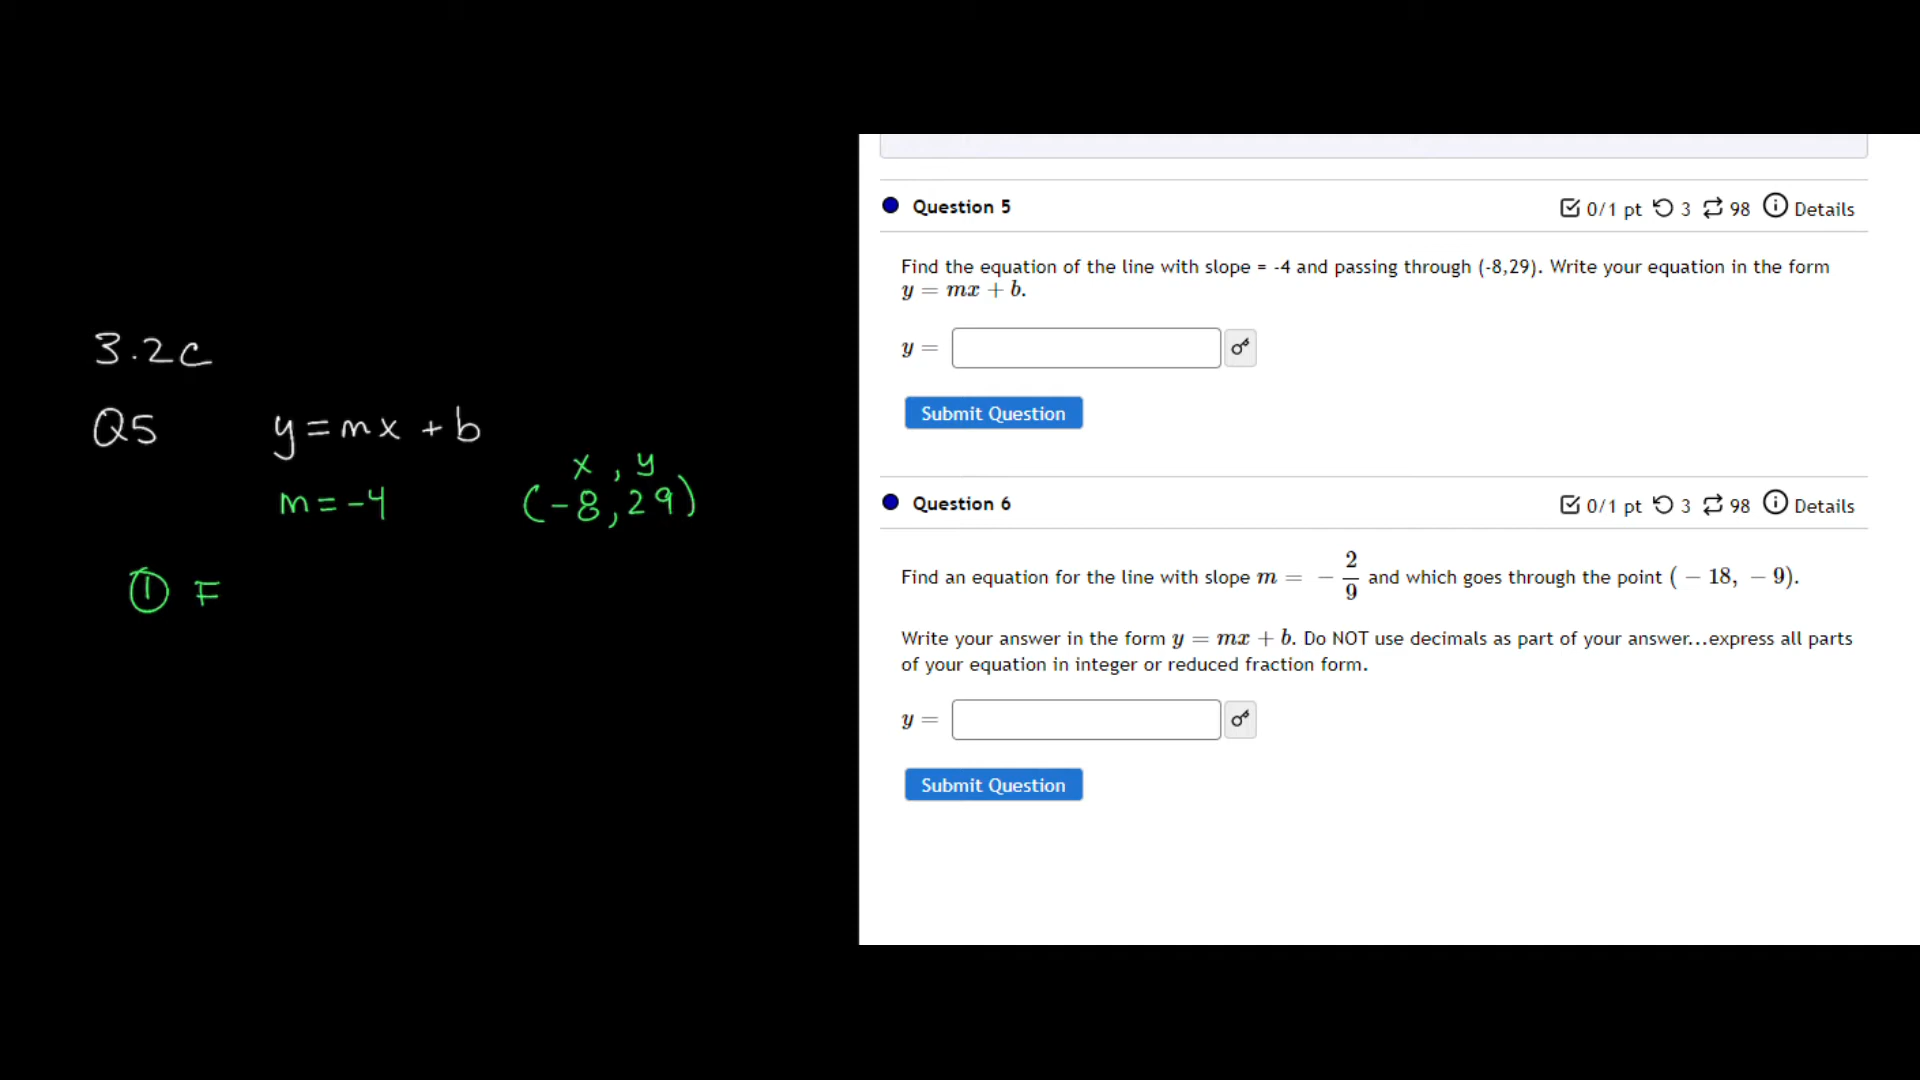 3.2c
Q5 y=mx+b
x, y
m=-4 (-8,29)
① F
Question 5 0/1 pt 3 98 Details
Find the equation of the line with slope = -4 and passing through (-8,29). Write your equation in the form
y = mx + b.
y =
Submit Question
Question 6 0/1 pt 3 98 Details
Find an equation for the line with slope m = -2/9 and which goes through the point ( - 18, - 9).
Write your answer in the form y = mx + b. Do NOT use decimals as part of your answer...express all parts
of your equation in integer or reduced fraction form.
y =
Submit Question